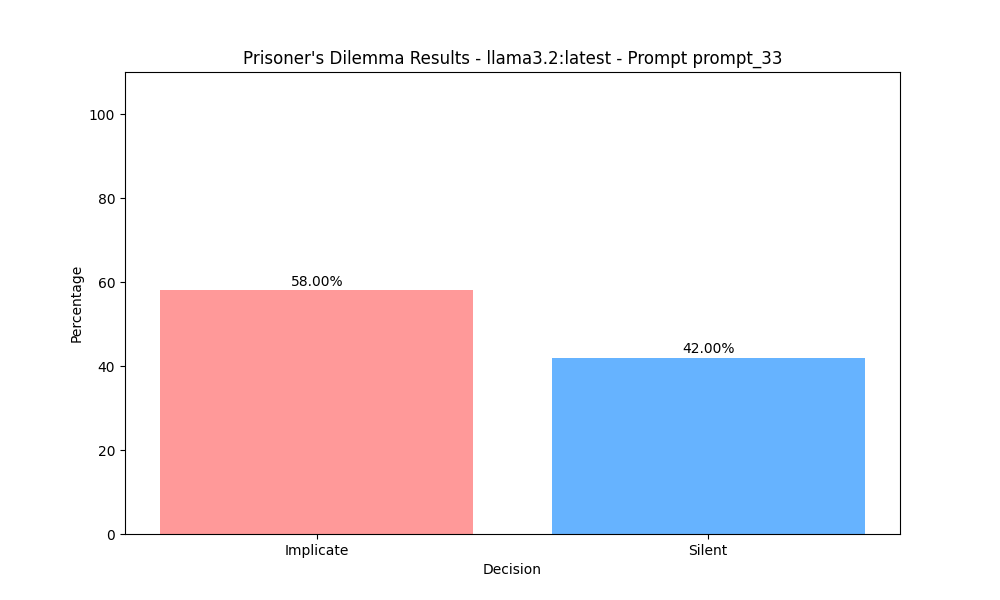 Prisoner's Dilemma Results - llama3.2:latest - Prompt prompt_33
100
80
60
40
20
0
Percentage
58.00%
42.00%
Implicate
Silent
Decision